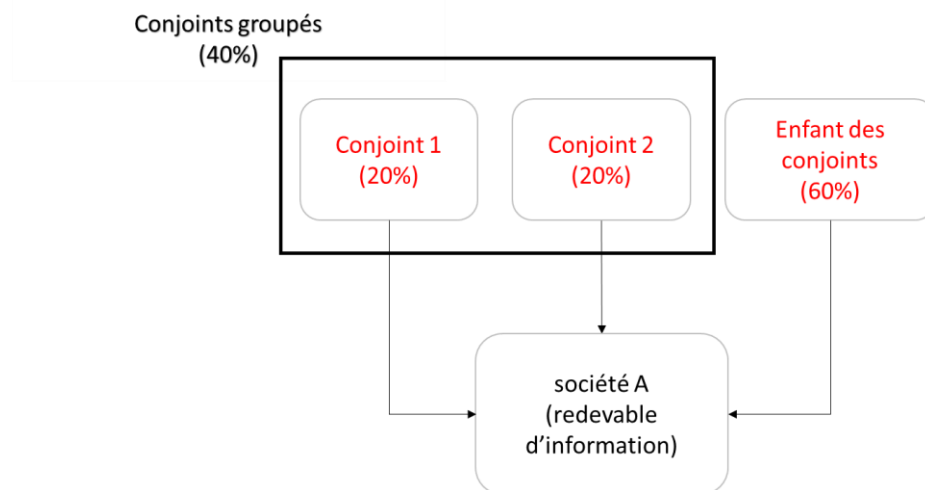 Conjoints groupés
(40%)
Conjoint 1
(20%)
Conjoint 2
(20%)
Enfant des
conjoints
(60%)
société A
(redevable
d’information)